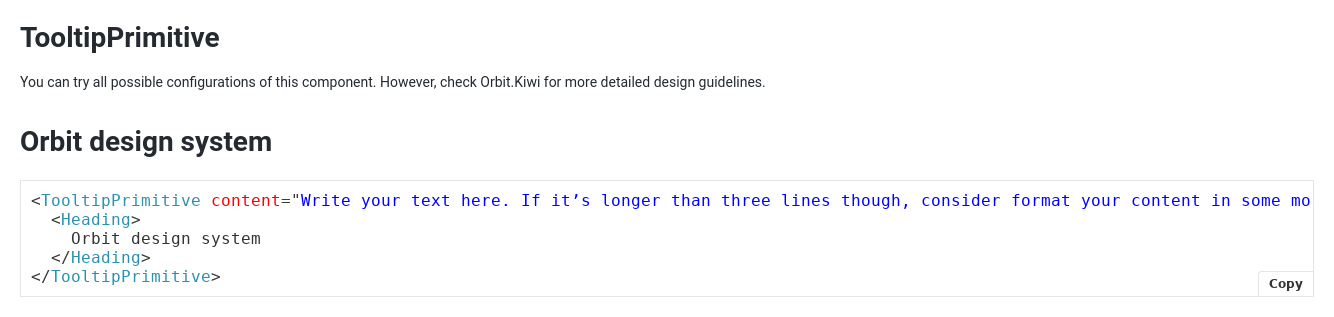 TooltipPrimitive
You can try all possible configurations of this component. However, check Orbit.Kiwi for more detailed design guidelines.
Orbit design system
<TooltipPrimitive content="Write your text here. If it’s longer than three lines though, consider format your content in some mo
  <Heading>
    Orbit design system
  </Heading>
</TooltipPrimitive>
Copy